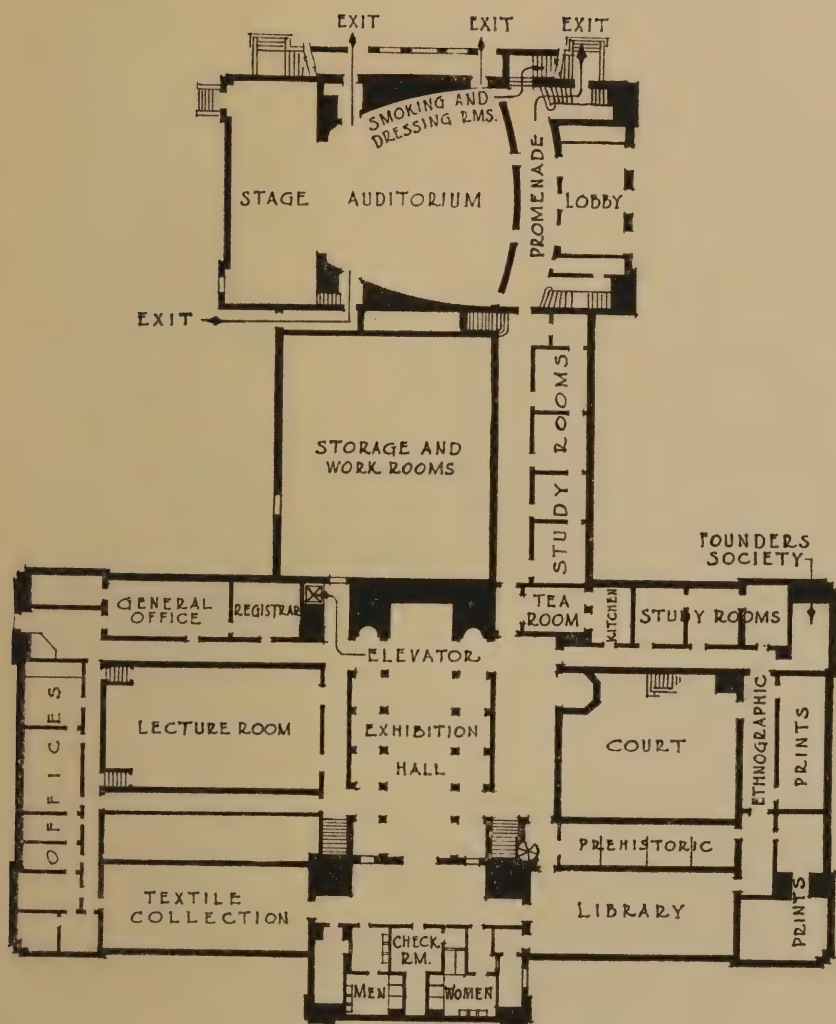 EXIT
EXIT
EXIT
SMOKING AND
DRESSING RMS.
STAGE
AUDITORIUM
PROMENADE
LOBBY
EXIT
STORAGE AND
WORK ROOMS
STUDY ROOMS
FOUNDERS
SOCIETY
GENERAL
OFFICE
REGISTRAR
TEA
ROOM
KITCHEN
STUDY ROOMS
ELEVATOR
OFFICES
LECTURE ROOM
EXHIBITION
HALL
COURT
ETHNOGRAPHIC
PRINTS
PREHISTORIC
TEXTILE
COLLECTION
LIBRARY
PRINTS
CHECK
RM.
MEN
WOMEN